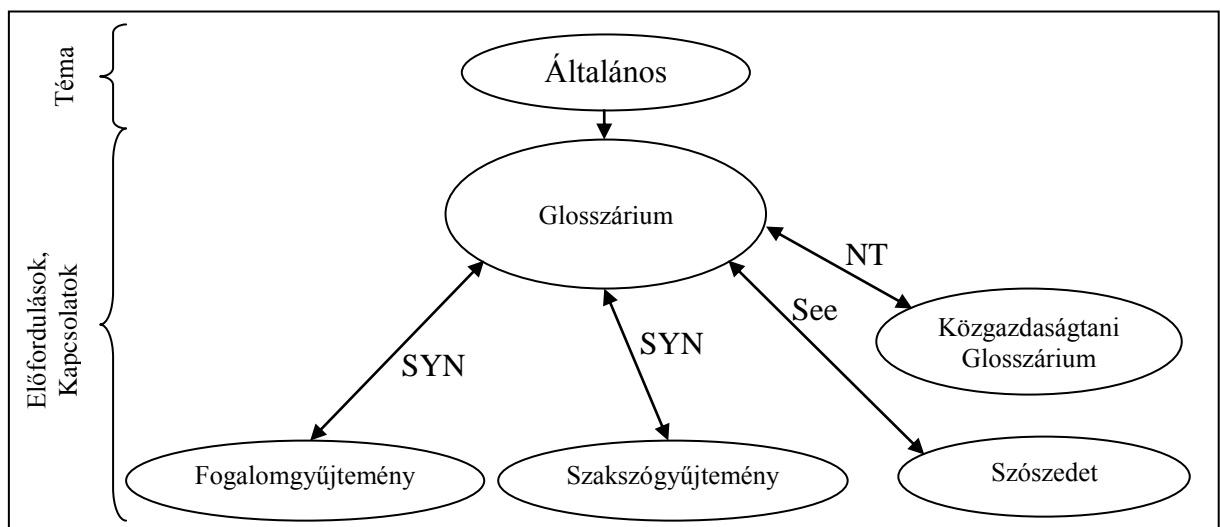 Téma
Általános
Előfordulások,
Kapcsolatok
Glosszárium
NT
See
Közgazdaságtani
Glosszárium
SYN
SYN
Fogalomgyűjtemény
Szakszógyűjtemény
Szószedet